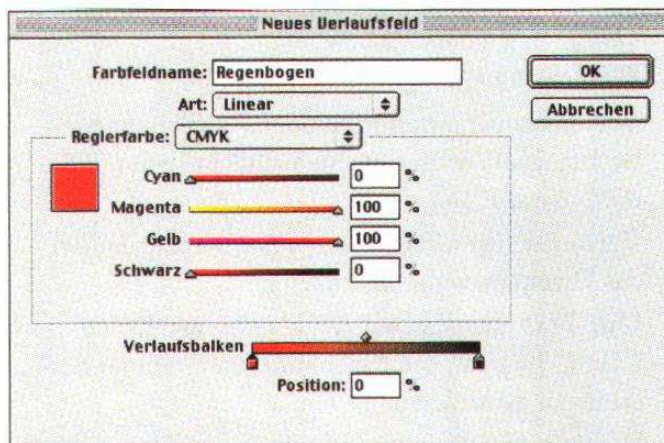 Neues Verlaufsfeld
Farbfeldname: Regenbogen
OK
Art: Linear
Abbrechen
Reglerfarbe: CMYK
Cyan 0 %
Magenta 100 %
Gelb 100 %
Schwarz 0 %
Verlaufsbalken
Position: 0 %